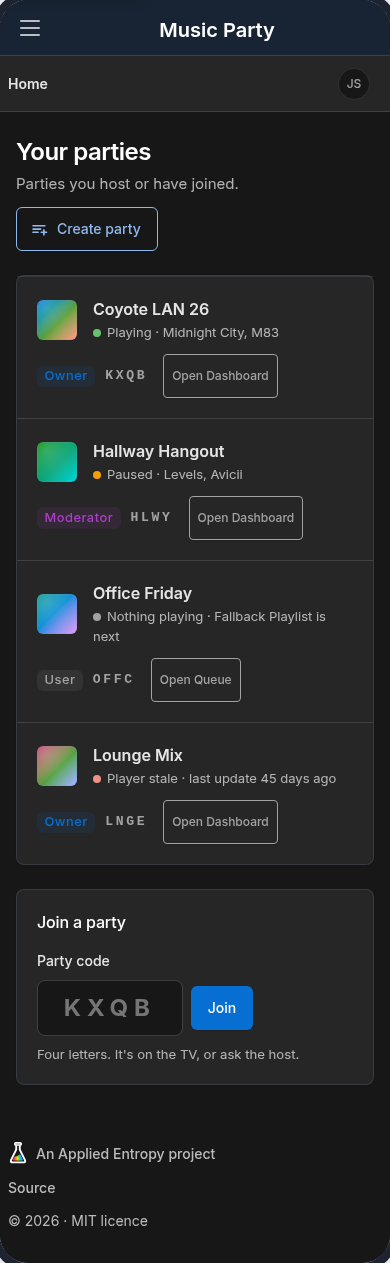 Music Party
Home
JS
Your parties
Parties you host or have joined.
Create party
Coyote LAN 26
Playing · Midnight City, M83
Owner KXQB Open Dashboard
Hallway Hangout
Paused · Levels, Avicii
Moderator HLWY Open Dashboard
Office Friday
Nothing playing · Fallback Playlist is
next
User OFFC Open Queue
Lounge Mix
Player stale · last update 45 days ago
Owner LNGE Open Dashboard
Join a party
Party code
KXQB Join
Four letters. It's on the TV, or ask the host.
An Applied Entropy project
Source
© 2026 · MIT licence